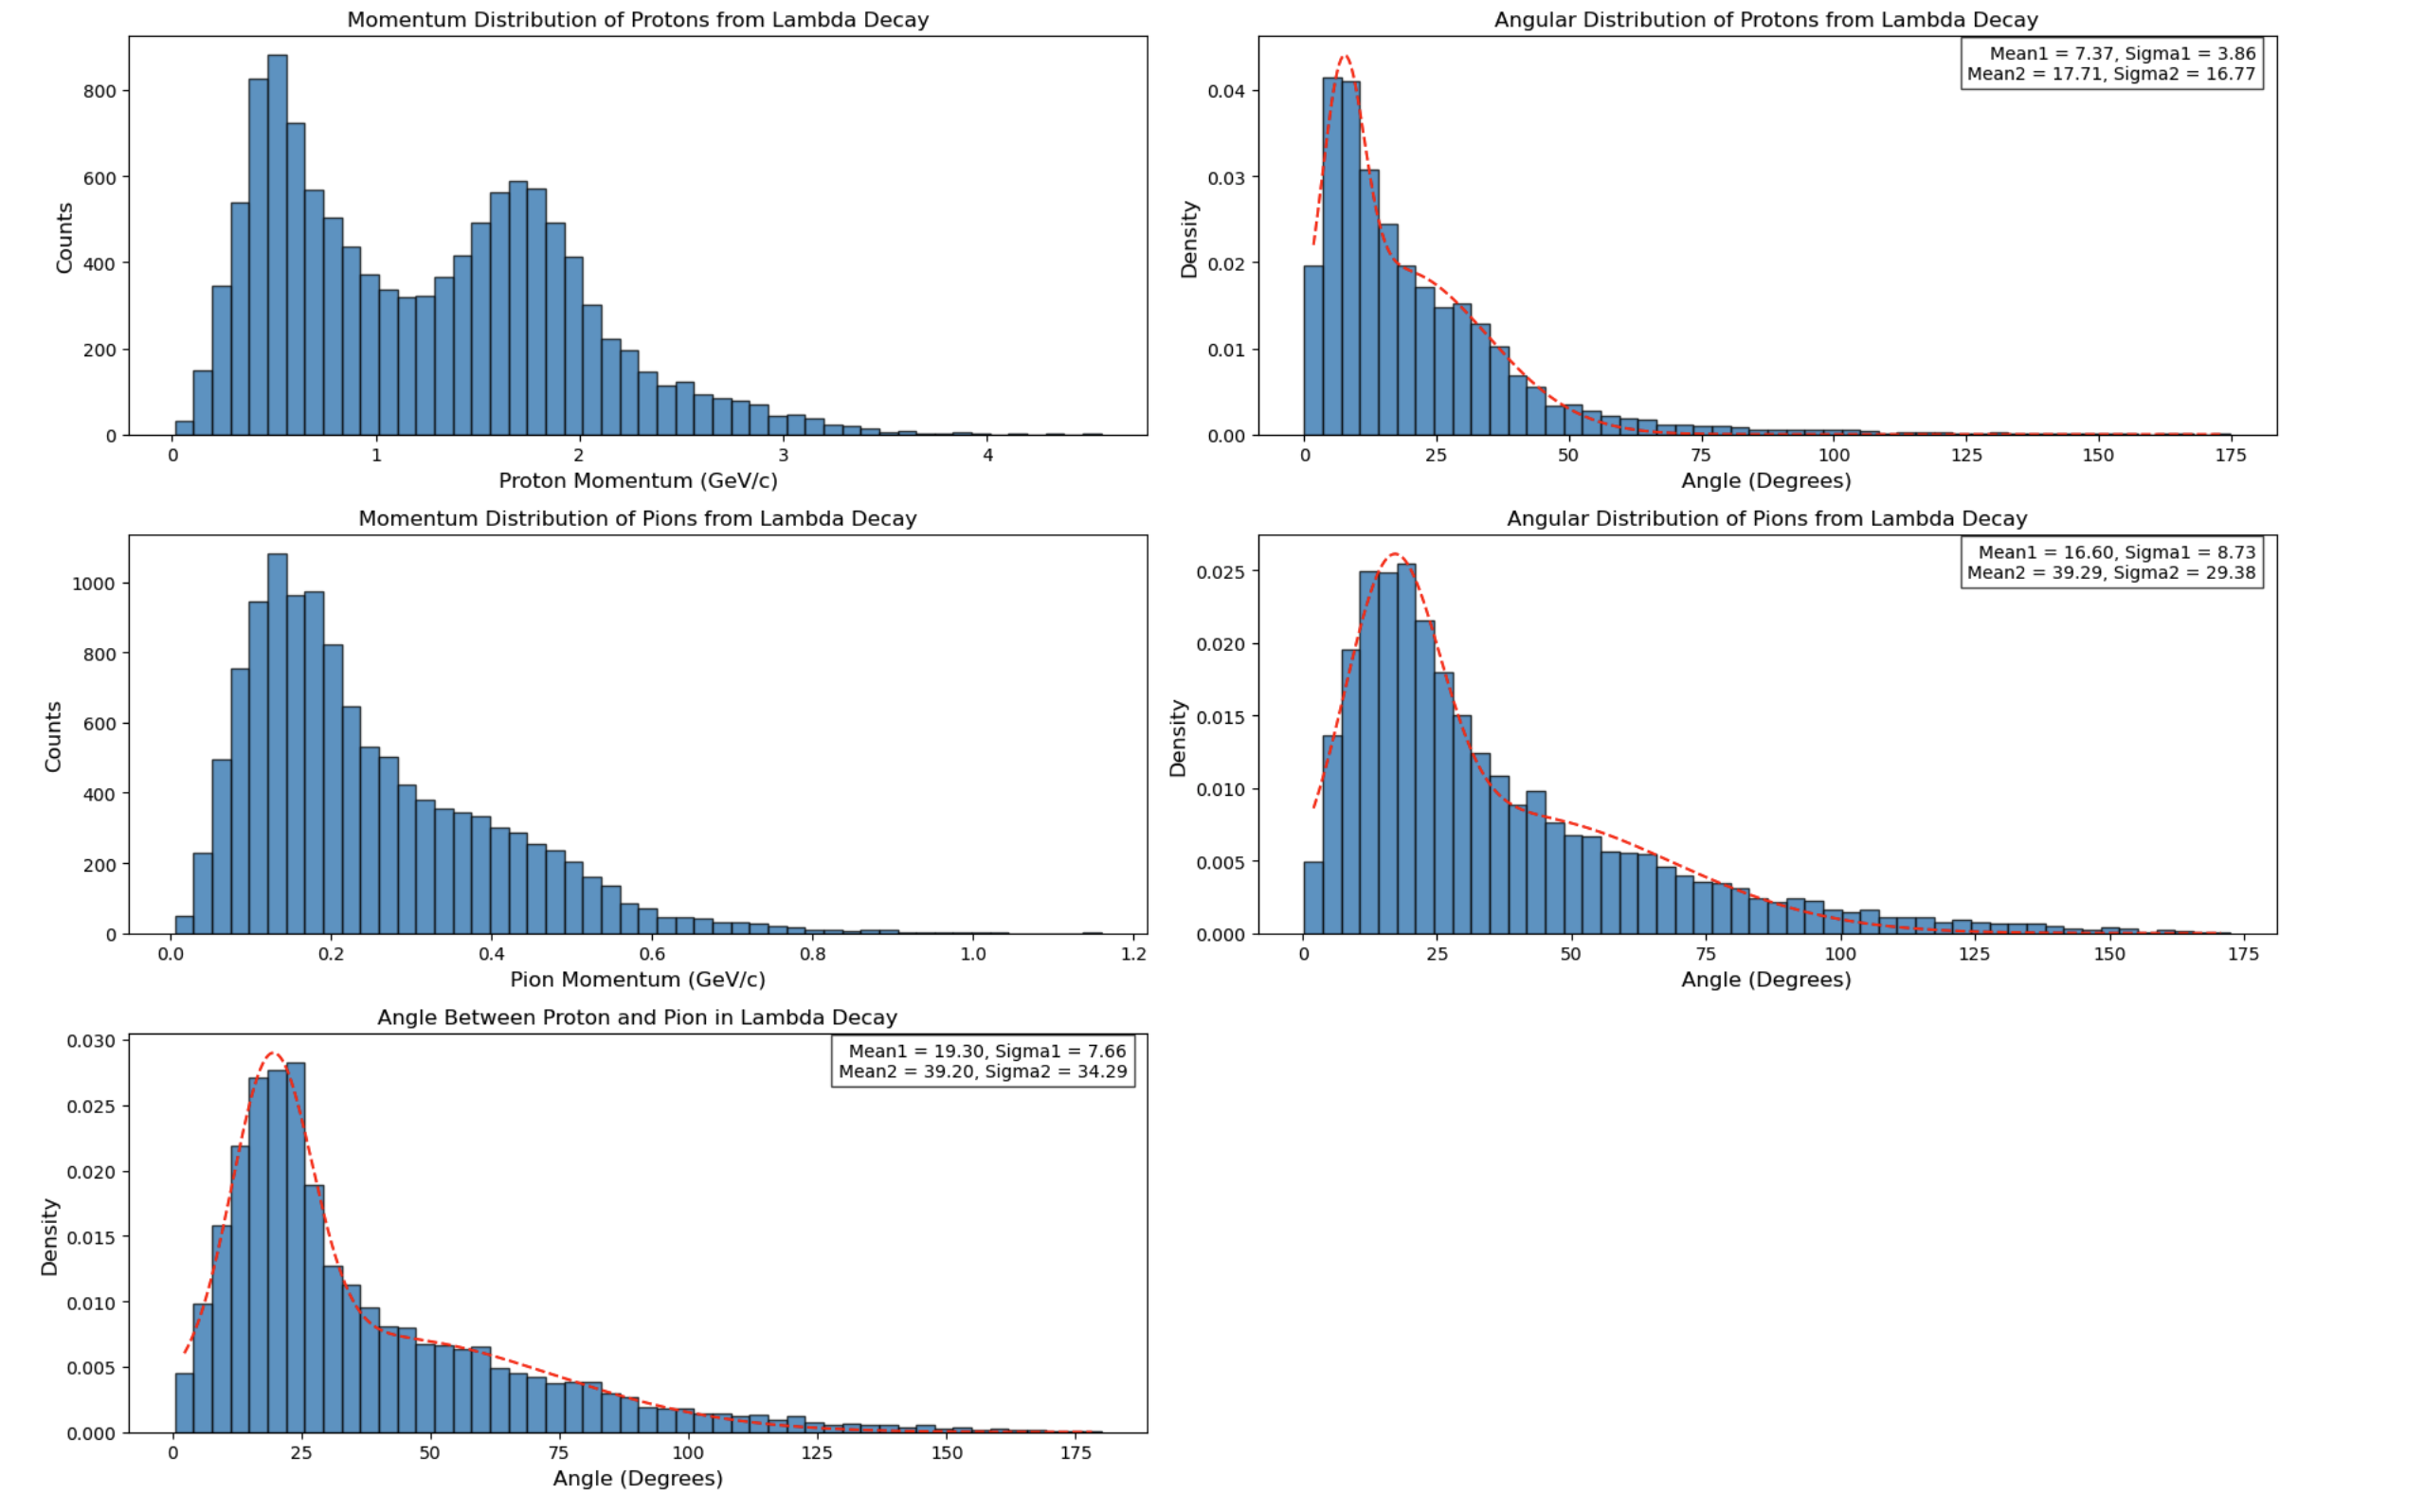 Momentum Distribution of Protons from Lambda Decay
Counts
800
600
400
200
0
0 1 2 3 4
Proton Momentum (GeV/c)
Angular Distribution of Protons from Lambda Decay
Mean1 = 7.37, Sigma1 = 3.86
Mean2 = 17.71, Sigma2 = 16.77
Density
0.04
0.03
0.02
0.01
0.00
0 25 50 75 100 125 150 175
Angle (Degrees)
Momentum Distribution of Pions from Lambda Decay
Counts
1000
800
600
400
200
0
0.0 0.2 0.4 0.6 0.8 1.0 1.2
Pion Momentum (GeV/c)
Angular Distribution of Pions from Lambda Decay
Mean1 = 16.60, Sigma1 = 8.73
Mean2 = 39.29, Sigma2 = 29.38
Density
0.025
0.020
0.015
0.010
0.005
0.000
0 25 50 75 100 125 150 175
Angle (Degrees)
Angle Between Proton and Pion in Lambda Decay
Mean1 = 19.30, Sigma1 = 7.66
Mean2 = 39.20, Sigma2 = 34.29
Density
0.030
0.025
0.020
0.015
0.010
0.005
0.000
0 25 50 75 100 125 150 175
Angle (Degrees)